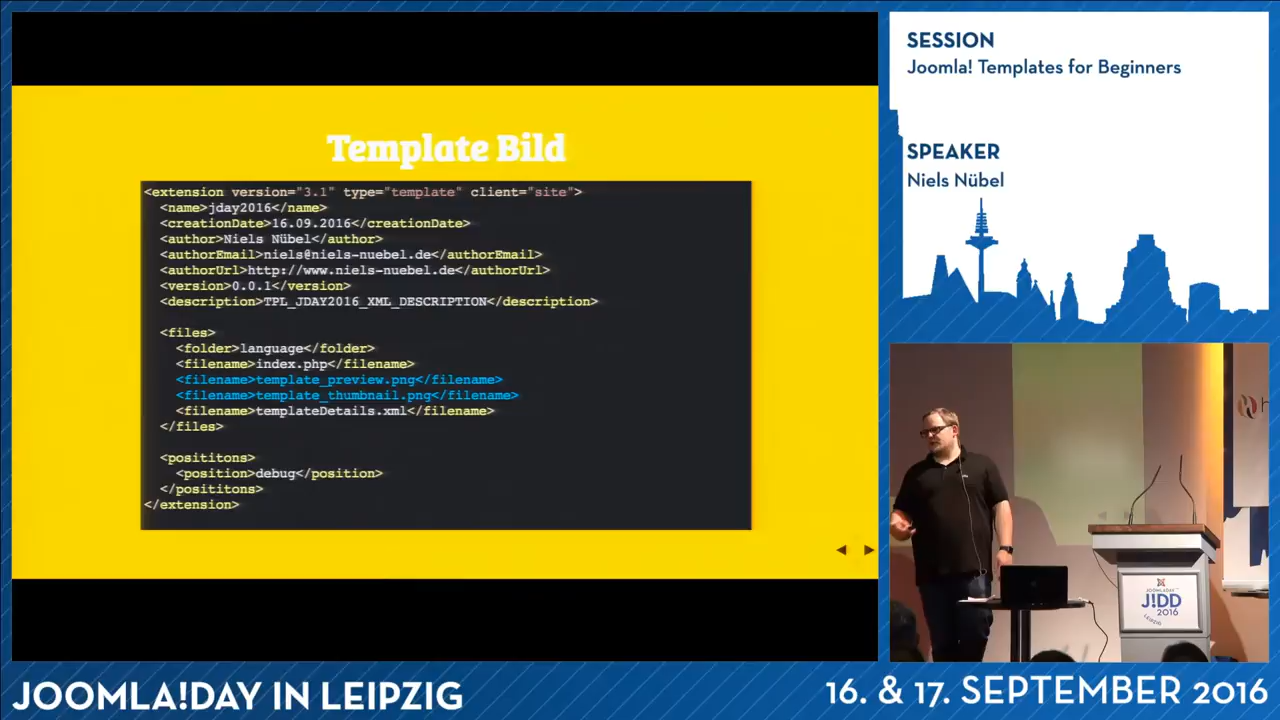 SESSION
Joomla! Templates for Beginners
SPEAKER
Niels Nübel
Template Bild
<extension version="3.1" type="template" client="site">
<name>jday2016</name>
<creationDate>16.09.2016</creationDate>
<author>Niels Nübel</author>
<authorEmail>niels@niels-nuebel.de</authorEmail>
<authorUrl>http://www.niels-nuebel.de</authorUrl>
<version>0.0.1</version>
<description>TPL_JDAY2016_XML_DESCRIPTION</description>
<files>
<folder>language</folder>
<filename>index.php</filename>
<filename>template_preview.png</filename>
<filename>template_thumbnail.png</filename>
<filename>templateDetails.xml</filename>
</files>
<posititons>
<position>debug</position>
</posititons>
</extension>
JOOMLA!DAY
J!DD
2016
LEIPZIG
JOOMLA!DAY IN LEIPZIG
16. & 17. SEPTEMBER 2016